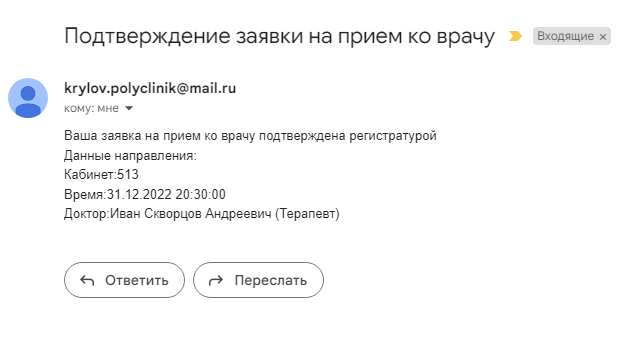 Подтверждение заявки на прием ко врачу
Входящие ×
krylov.polyclinik@mail.ru
кому: мне
Ваша заявка на прием ко врачу подтверждена регистратурой
Данные направления:
Кабинет:513
Время:31.12.2022 20:30:00
Доктор:Иван Скворцов Андреевич (Терапевт)
Ответить
Переслать